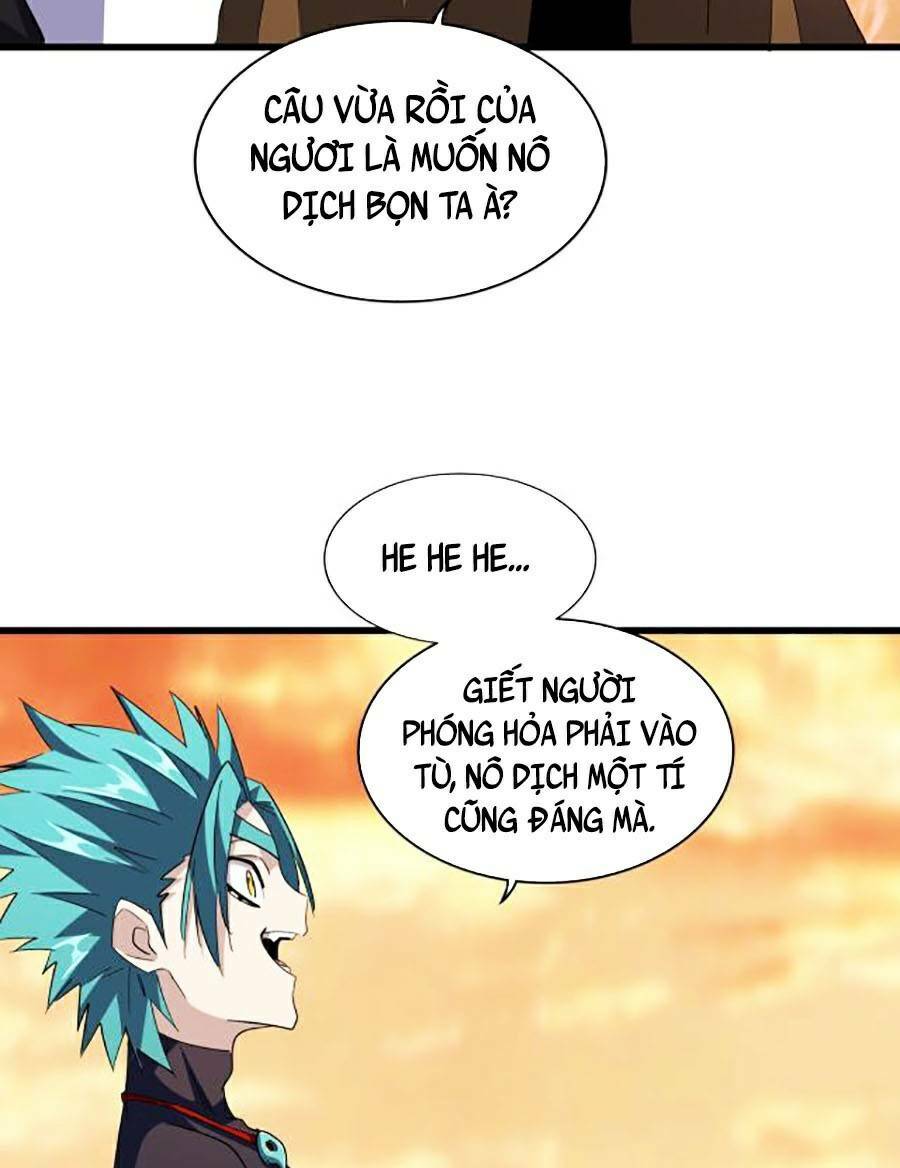 CÂU VỪA RỒI CỦA
NGƯƠI LÀ MUỐN NÔ
DỊCH BỌN TA À?
HE HE HE...
GIẾT NGƯỜI
PHÓNG HỎA PHẢI VÀO
TÙ, NÔ DỊCH MỘT TÍ
CŨNG ĐÁNG MÀ.